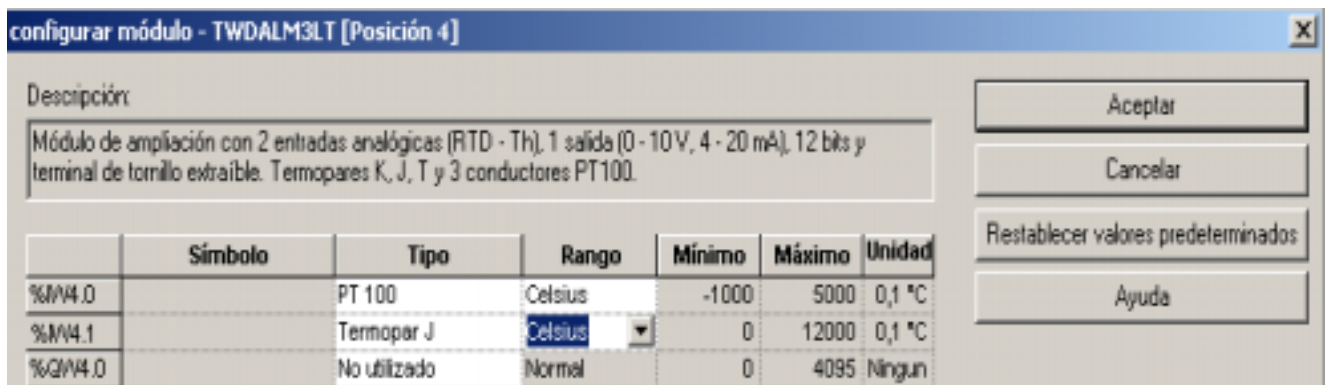 configurar módulo - TWDALM3LT [Posición 4]
Descripción:
Módulo de ampliación con 2 entradas analógicas (RTD - Th), 1 salida (0 - 10 V, 4 - 20 mA), 12 bits y
terminal de tornillo extraíble. Termopares K, J, T y 3 conductores PT100.
Aceptar
Cancelar
Restablecer valores predeterminados
Ayuda
Símbolo Tipo Rango Mínimo Máximo Unidad
%IW4.0 PT 100 Celsius -1000 5000 0,1 °C
%IW4.1 Termopar J Celsius 0 12000 0,1 °C
%QW4.0 No utilizado Normal 0 4095 Ningun